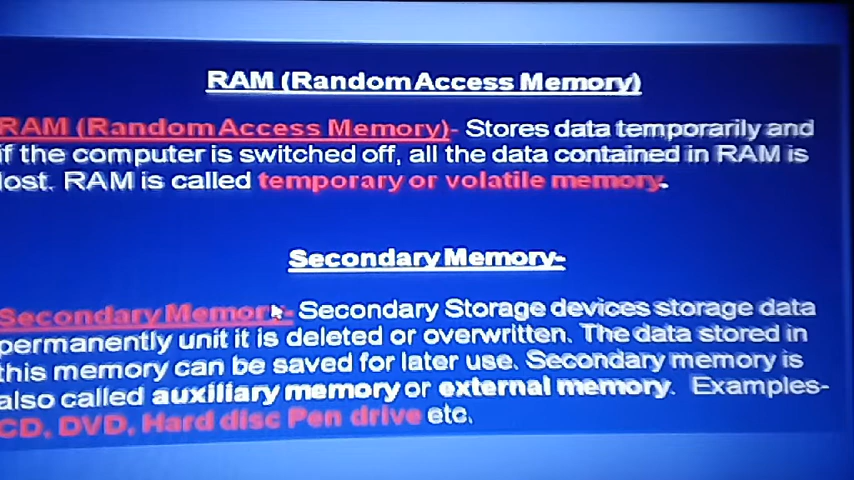 RAM (Random Access Memory)
RAM (Random Access Memory)- Stores data temporarily and
if the computer is switched off, all the data contained in RAM is
lost. RAM is called temporary or volatile memory.
Secondary Memory-
Secondary Memory- Secondary Storage devices storage data
permanently unit it is deleted or overwritten. The data stored in
this memory can be saved for later use. Secondary memory is
also called auxiliary memory or external memory. Examples-
CD, DVD, Hard disc Pen drive etc.